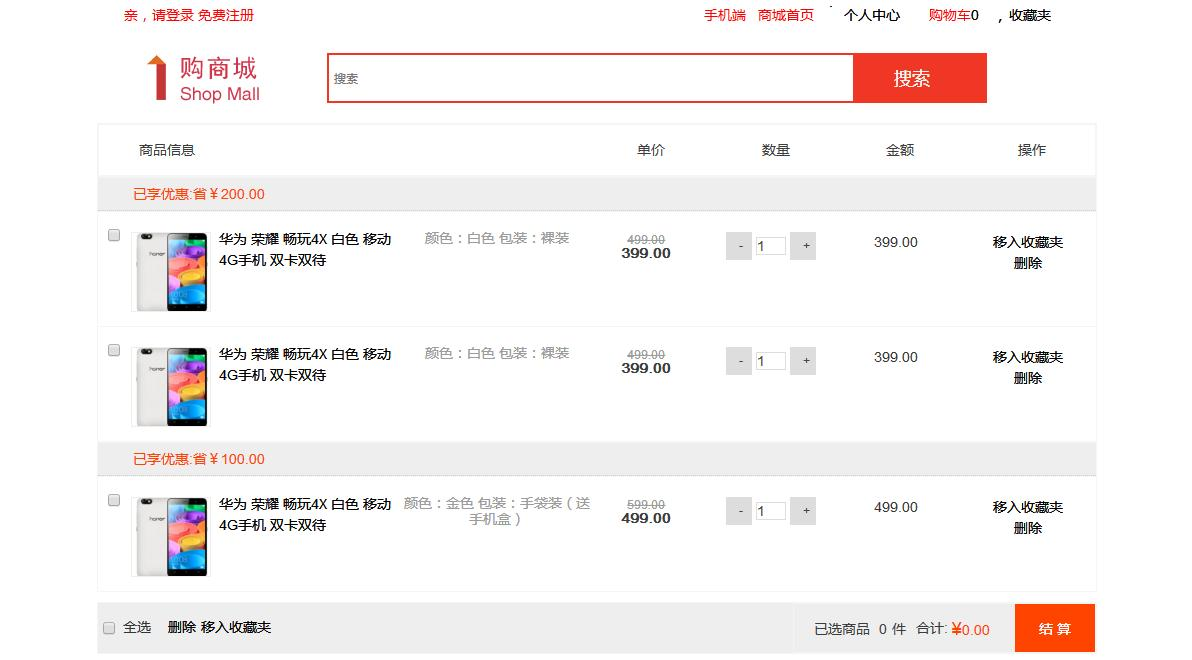 亲，请登录 免费注册 手机端 商城首页 个人中心 购物车0 ，收藏夹
购商城
Shop Mall
搜索 搜索
商品信息 单价 数量 金额 操作
已享优惠:省￥200.00
华为 荣耀 畅玩4X 白色 移动 颜色：白色 包装：裸装 499.00 - 1 + 399.00 移入收藏夹
4G手机 双卡双待 399.00 删除
honor
华为 荣耀 畅玩4X 白色 移动 颜色：白色 包装：裸装 499.00 - 1 + 399.00 移入收藏夹
4G手机 双卡双待 399.00 删除
honor
已享优惠:省￥100.00
华为 荣耀 畅玩4X 白色 移动 颜色：金色 包装：手袋装（送 599.00 - 1 + 499.00 移入收藏夹
4G手机 双卡双待 手机盒） 499.00 删除
honor
全选 删除 移入收藏夹 已选商品 0 件 合计: ¥0.00 结 算